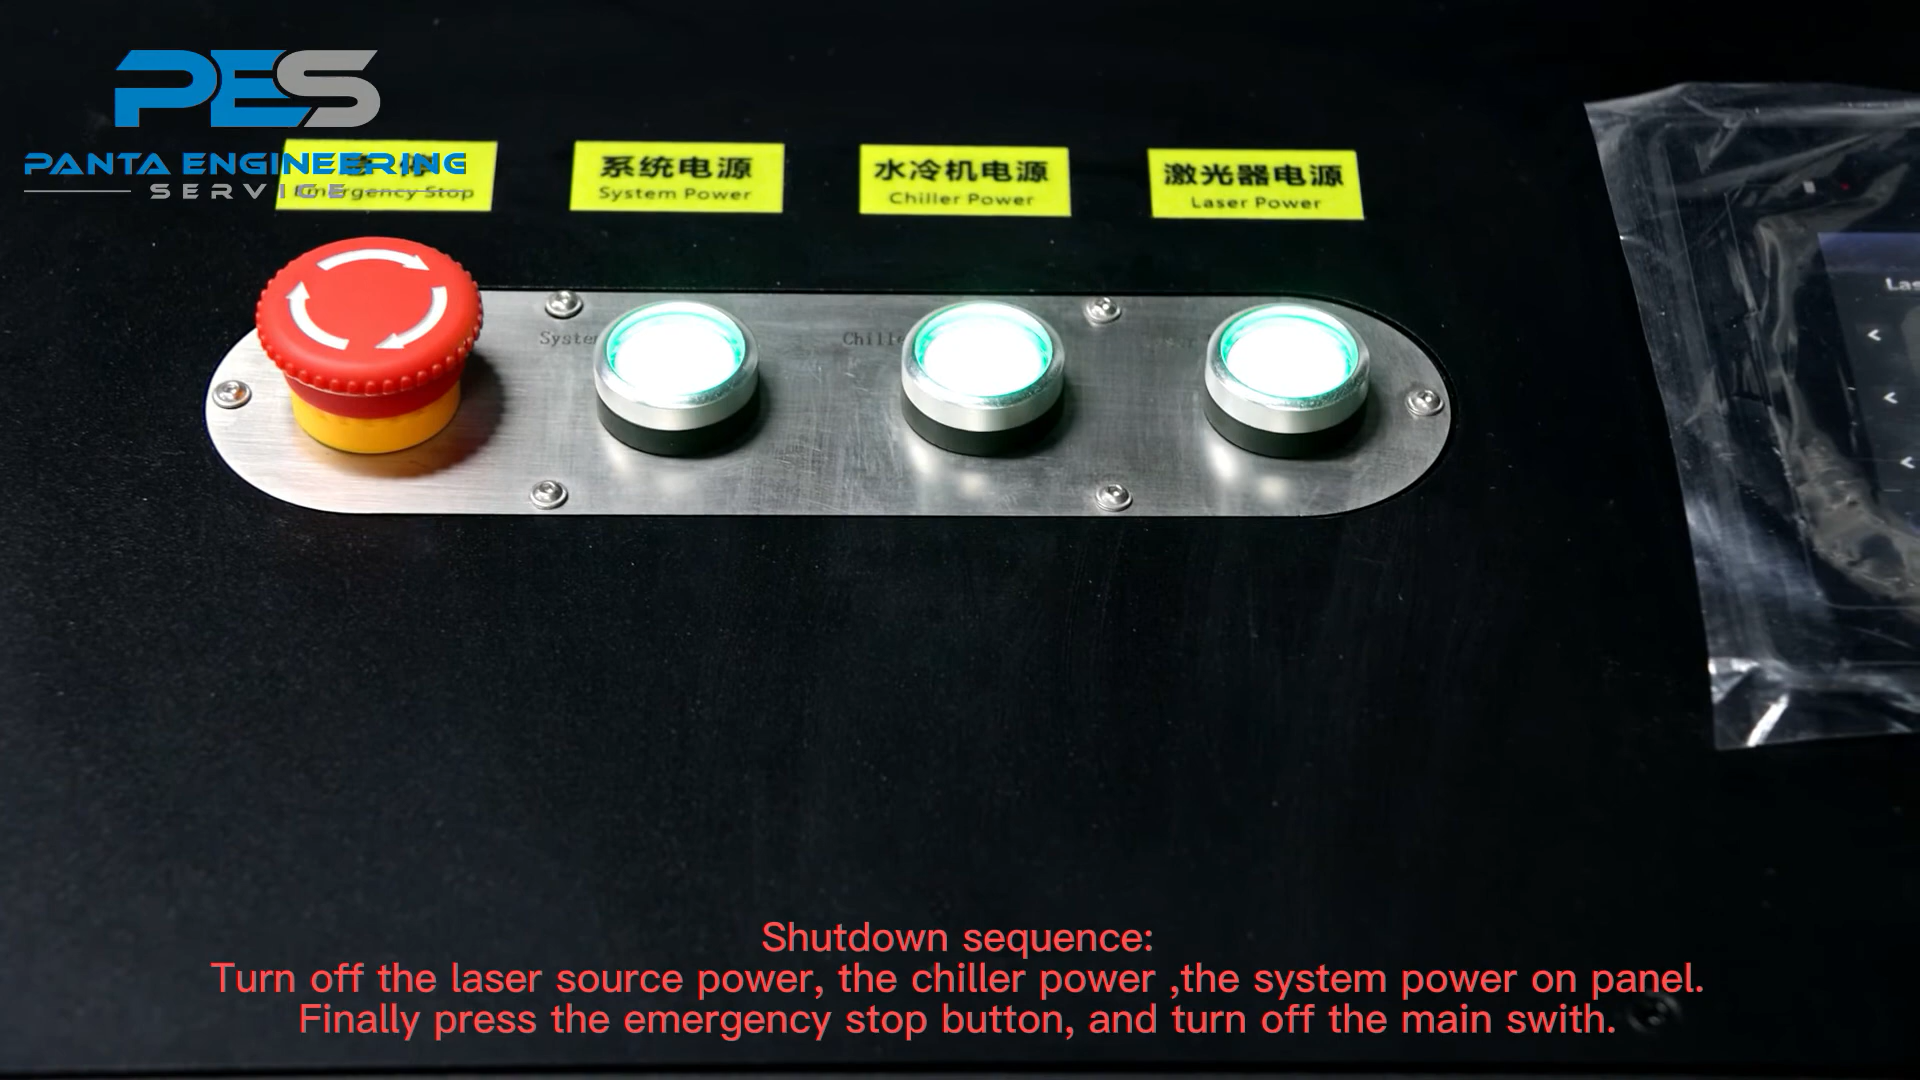 PES
PANTA ENGINEERING
SERVICE
Emergency Stop
系统电源
System Power
水冷机电源
Chiller Power
激光器电源
Laser Power
Shutdown sequence:
Turn off the laser source power, the chiller power ,the system power on panel.
Finally press the emergency stop button, and turn off the main swith.